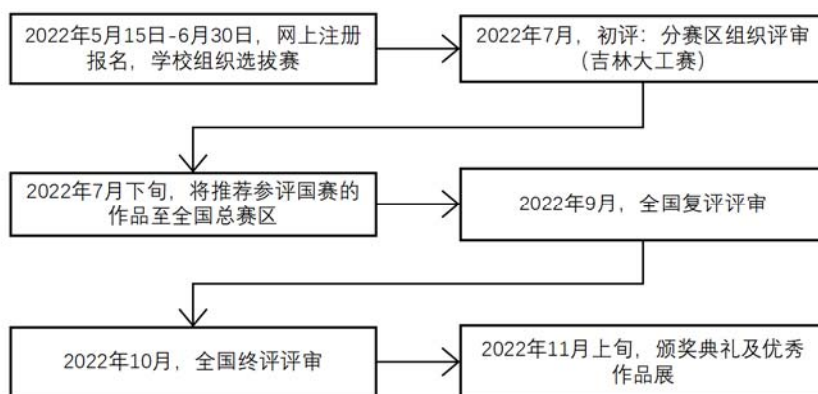 2022年5月15日-6月30日，网上注册
报名，学校组织选拔赛
2022年7月，初评：分赛区组织评审
（吉林大工赛）
2022年7月下旬，将推荐参评国赛的
作品至全国总赛区
2022年9月，全国复评评审
2022年10月，全国终评评审
2022年11月上旬，颁奖典礼及优秀
作品展